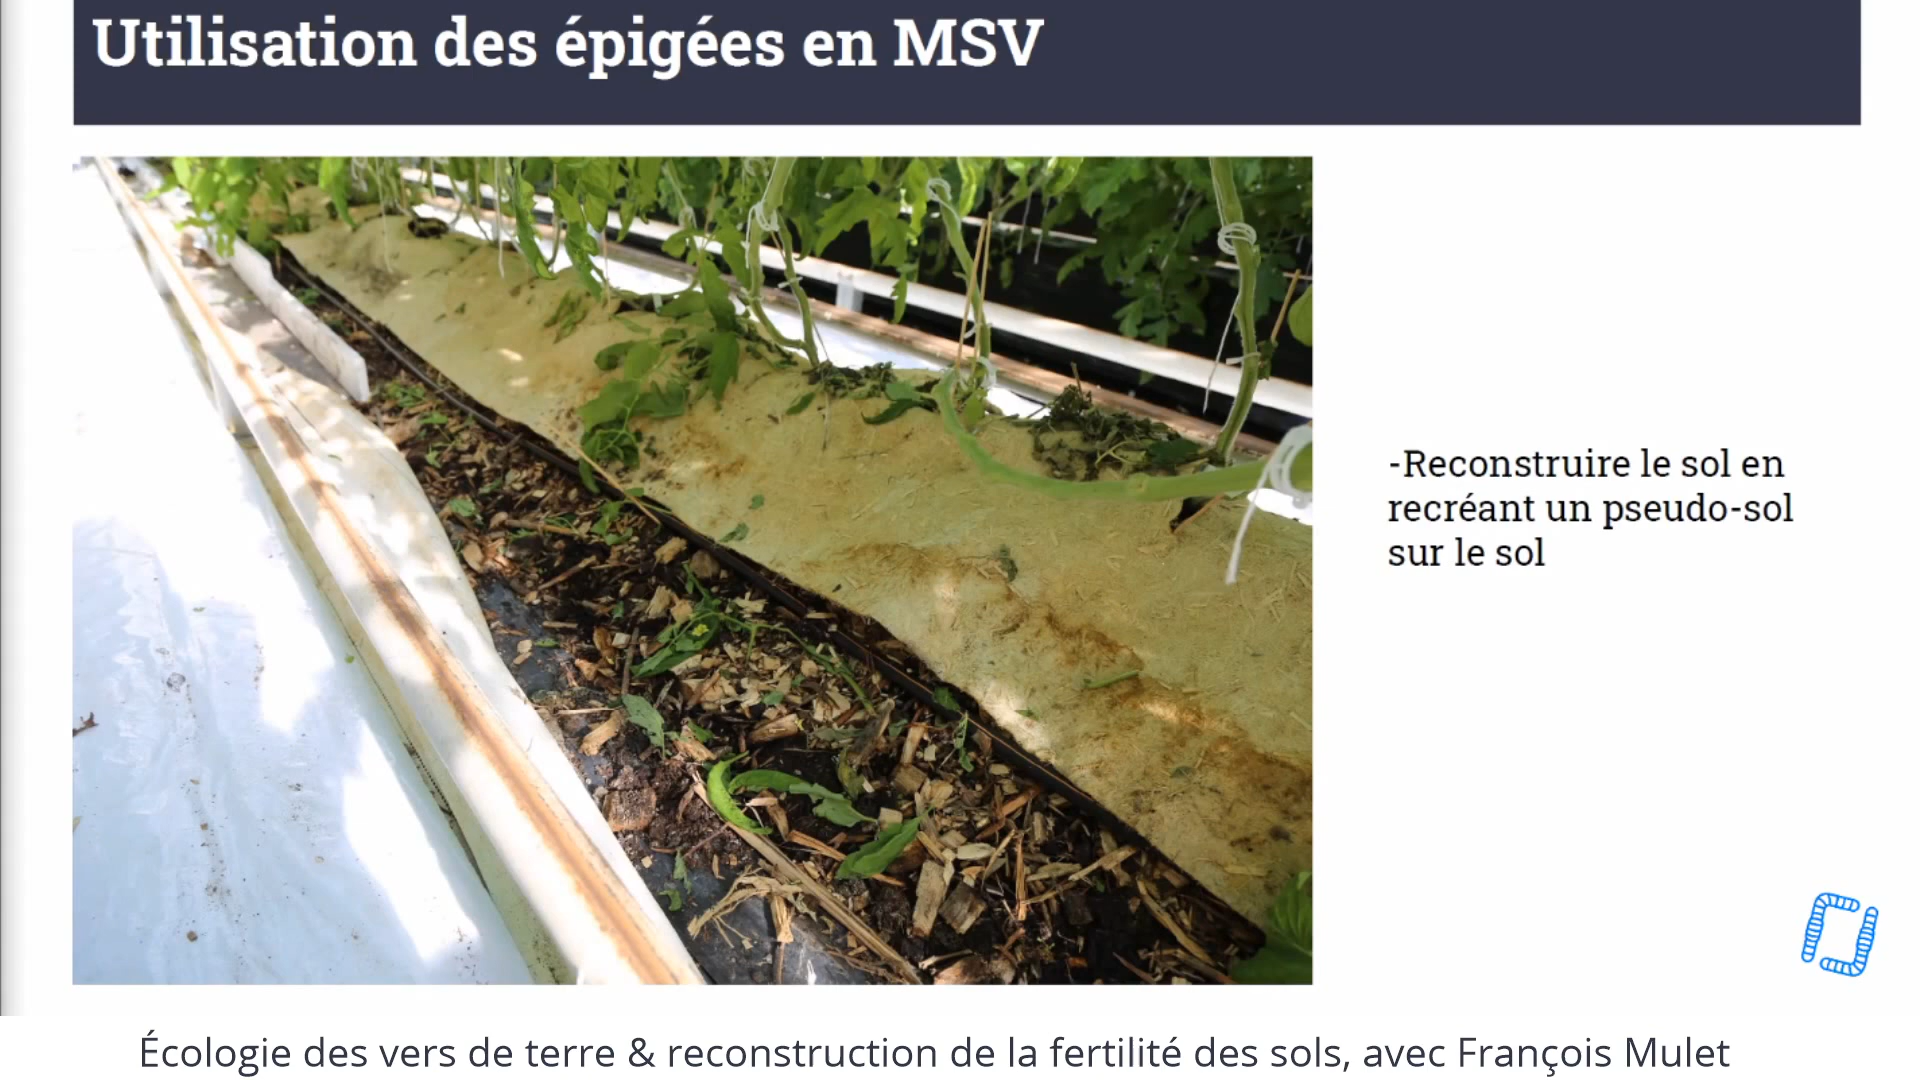 Utilisation des épigées en MSV
-Reconstruire le sol en
recréant un pseudo-sol
sur le sol
Écologie des vers de terre & reconstruction de la fertilité des sols, avec François Mulet